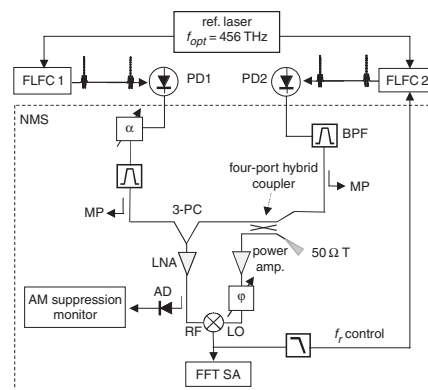 ref. laser
f_opt = 456 THz
FLFC 1
PD1
PD2
FLFC 2
NMS
α
BPF
four-port hybrid
coupler
MP
MP
3-PC
LNA
power
amp.
50 Ω T
AD
φ
AM suppression
monitor
RF
LO
f_r control
FFT SA